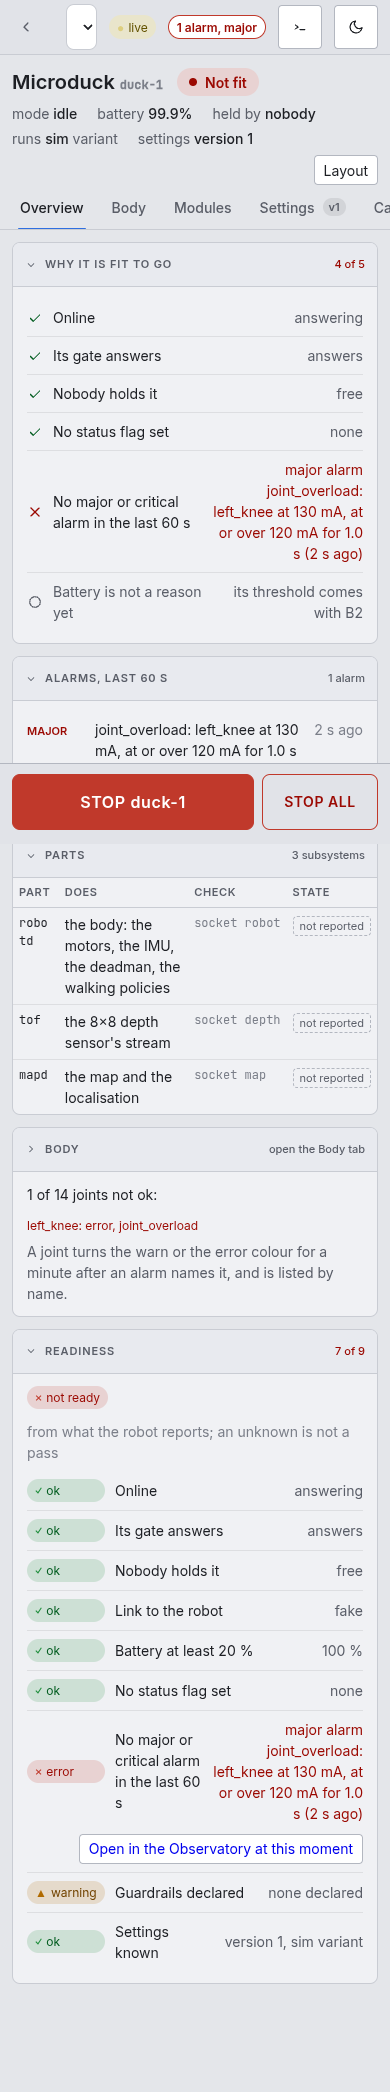 live
1 alarm, major
>_
Microduck duck-1 Not fit
mode idle battery 99.9% held by nobody
runs sim variant settings version 1
Layout
Overview Body Modules Settings v1 Ca
WHY IT IS FIT TO GO 4 of 5
Online answering
Its gate answers answers
Nobody holds it free
No status flag set none
No major or critical
alarm in the last 60 s
major alarm
joint_overload:
left_knee at 130 mA, at
or over 120 mA for 1.0
s (2 s ago)
Battery is not a reason
yet
its threshold comes
with B2
ALARMS, LAST 60 S 1 alarm
MAJOR joint_overload: left_knee at 130 2 s ago
mA, at or over 120 mA for 1.0 s
STOP duck-1 STOP ALL
PARTS 3 subsystems
PART DOES CHECK STATE
robo
td
the body: the
motors, the IMU,
the deadman, the
walking policies
socket robot not reported
tof the 8×8 depth
sensor's stream
socket depth not reported
mapd the map and the
localisation
socket map not reported
BODY open the Body tab
1 of 14 joints not ok:
left_knee: error, joint_overload
A joint turns the warn or the error colour for a
minute after an alarm names it, and is listed by
name.
READINESS 7 of 9
× not ready
from what the robot reports; an unknown is not a
pass
✓ ok Online answering
✓ ok Its gate answers answers
✓ ok Nobody holds it free
✓ ok Link to the robot fake
✓ ok Battery at least 20 % 100 %
✓ ok No status flag set none
× error No major or
critical alarm
in the last 60
s
major alarm
joint_overload:
left_knee at 130 mA, at
or over 120 mA for 1.0
s (2 s ago)
Open in the Observatory at this moment
▲ warning Guardrails declared none declared
✓ ok Settings
known
version 1, sim variant